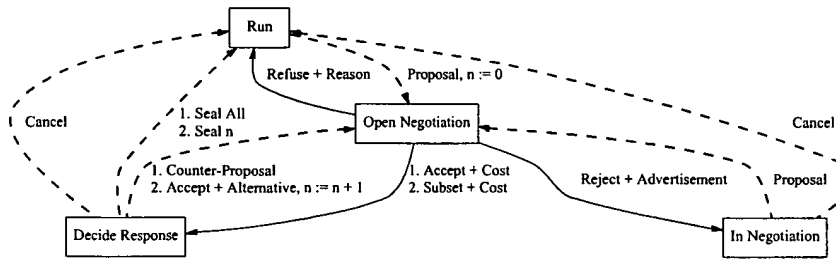 Run
Refuse + Reason
Proposal, n := 0
1. Seal All
2. Seal n
Cancel
Cancel
Open Negotiation
1. Counter-Proposal
2. Accept + Alternative, n := n + 1
1. Accept + Cost
2. Subset + Cost
Reject + Advertisement
Proposal
Decide Response
In Negotiation